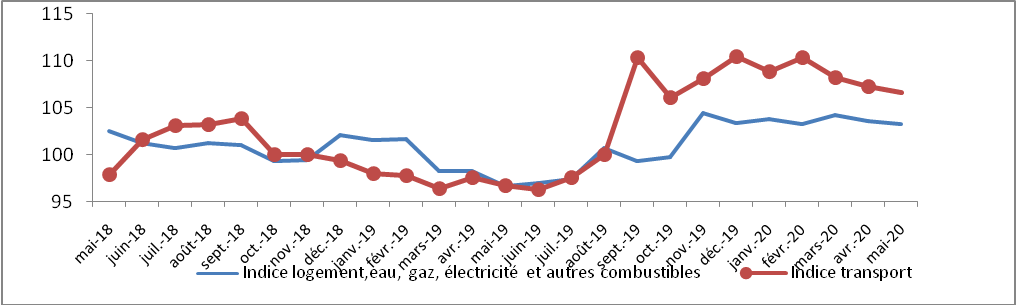 115
110
105
100
95
mai-18
juin-18
juil.-18
août-18
sept.-18
oct.-18
nov.-18
déc.-18
janv.-19
févr.-19
mars-19
avr.-19
mai-19
juin-19
juil.-19
août-19
sept.-19
oct.-19
nov.-19
déc.-19
janv.-20
févr.-20
mars-20
avr.-20
mai-20
Indice logement,eau, gaz, électricité et autres combustibles
Indice transport